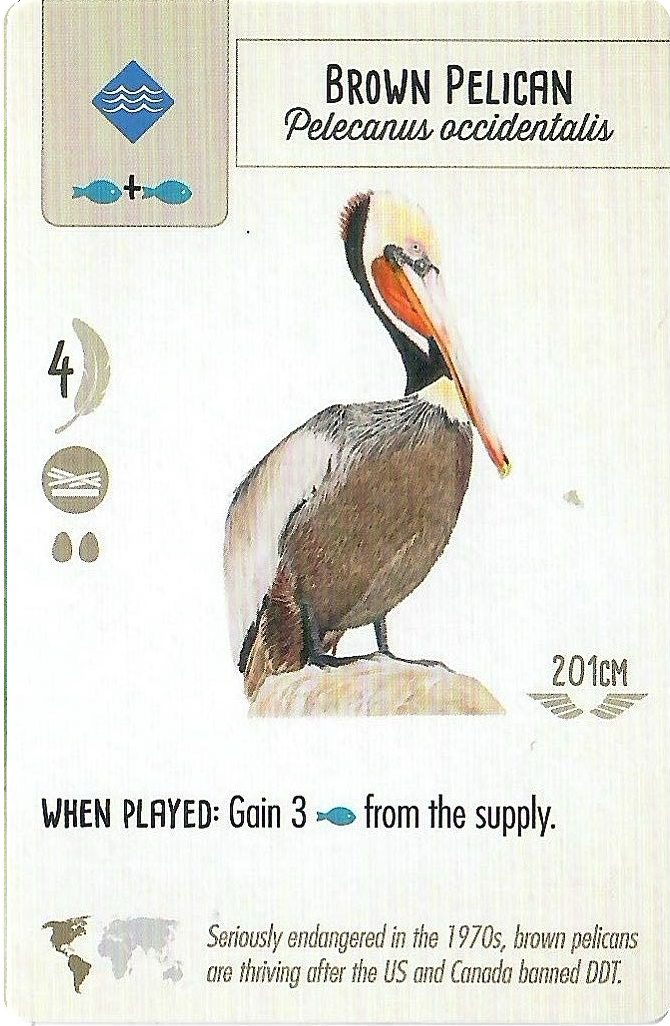 BROWN PELICAN
Pelecanus occidentalis
+
4
201CM
WHEN PLAYED: Gain 3 from the supply.
Seriously endangered in the 1970s, brown pelicans
are thriving after the US and Canada banned DDT.